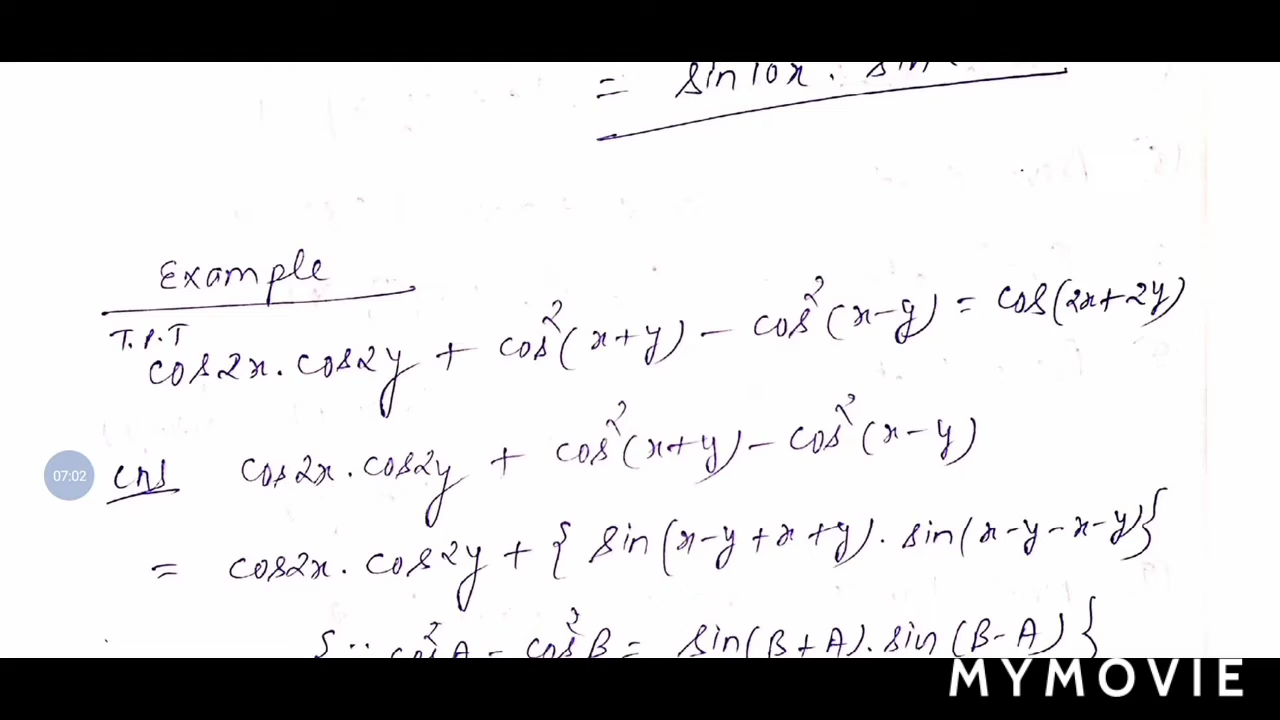 = sin10x . sin
Example
T.P.T
cos2x . cos2y + cos²(x+y) - cos²(x-y) = cos(2x+2y)
07:02
cos2x . cos2y + cos²(x+y) - cos²(x-y)
= cos2x . cos2y + { sin(x-y+x+y) . sin(x-y-x-y) }
{ ∵ cos²A - cos²B = sin(B+A) . sin(B-A) }
MYMOVIE